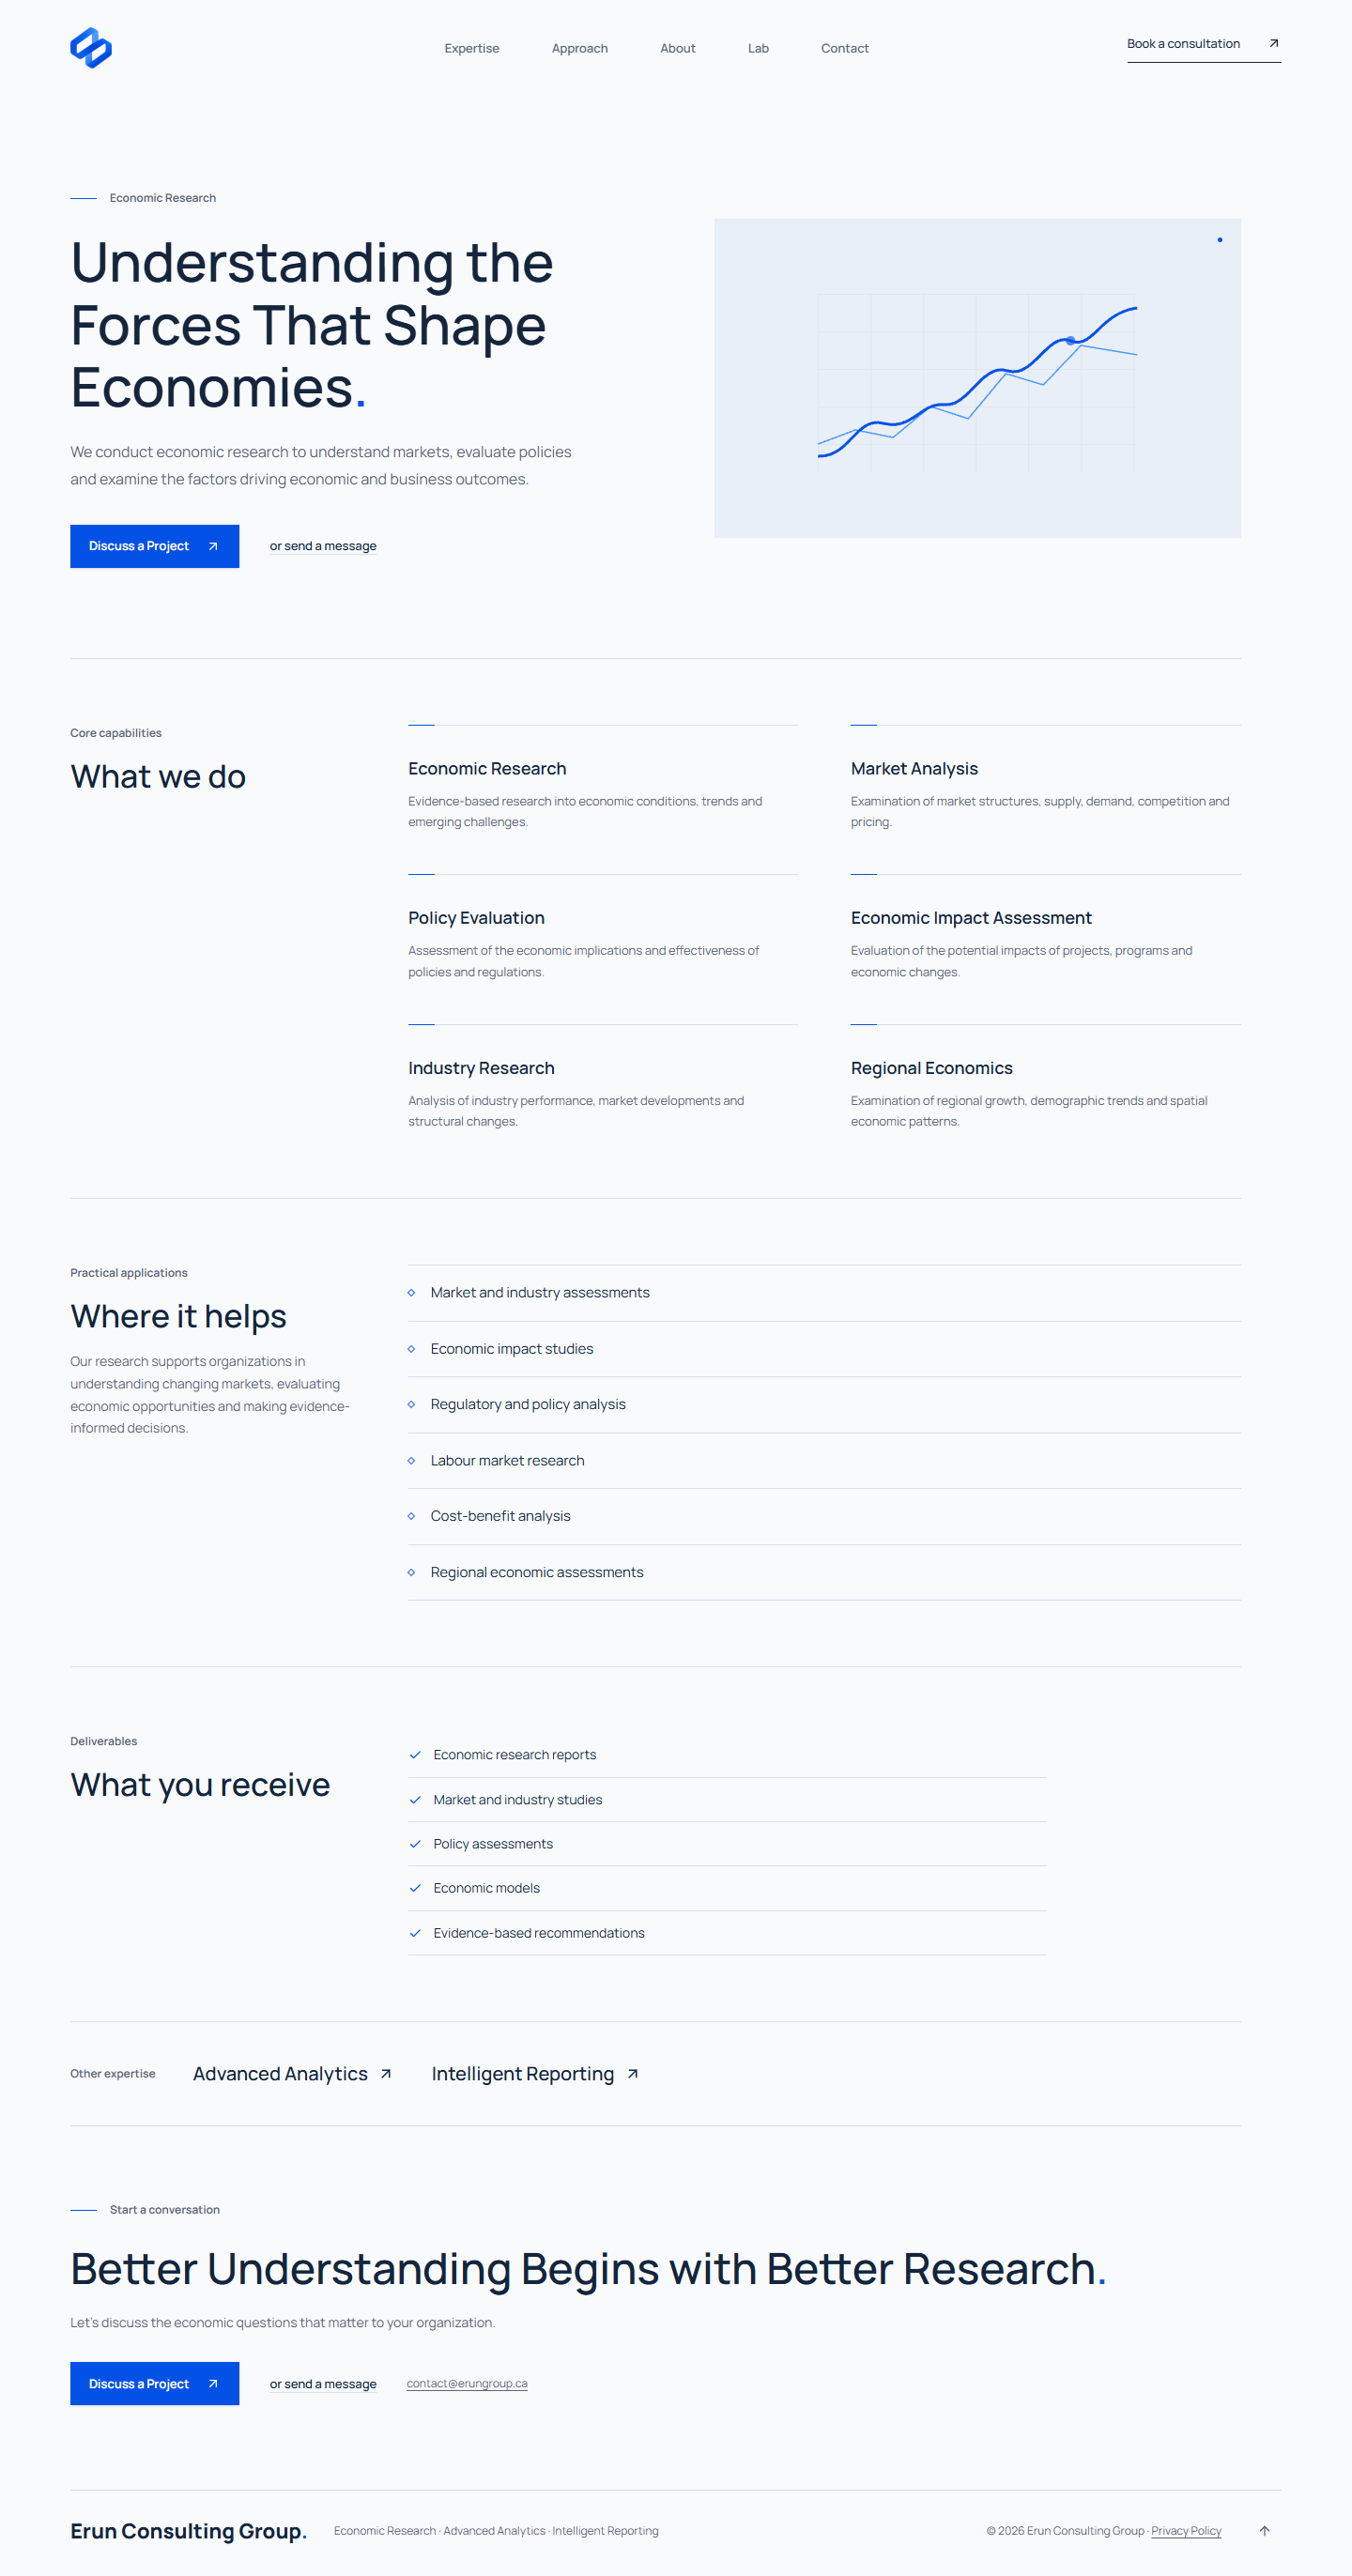 Expertise
Approach
About
Lab
Contact
Book a consultation
Economic Research
Understanding the
Forces That Shape
Economies.
We conduct economic research to understand markets, evaluate policies
and examine the factors driving economic and business outcomes.
Discuss a Project
or send a message
Core capabilities
What we do
Economic Research
Evidence-based research into economic conditions, trends and
emerging challenges.
Market Analysis
Examination of market structures, supply, demand, competition and
pricing.
Policy Evaluation
Assessment of the economic implications and effectiveness of
policies and regulations.
Economic Impact Assessment
Evaluation of the potential impacts of projects, programs and
economic changes.
Industry Research
Analysis of industry performance, market developments and
structural changes.
Regional Economics
Examination of regional growth, demographic trends and spatial
economic patterns.
Practical applications
Where it helps
Our research supports organizations in
understanding changing markets, evaluating
economic opportunities and making evidence-
informed decisions.
Market and industry assessments
Economic impact studies
Regulatory and policy analysis
Labour market research
Cost-benefit analysis
Regional economic assessments
Deliverables
What you receive
Economic research reports
Market and industry studies
Policy assessments
Economic models
Evidence-based recommendations
Other expertise
Advanced Analytics
Intelligent Reporting
Start a conversation
Better Understanding Begins with Better Research.
Let's discuss the economic questions that matter to your organization.
Discuss a Project
or send a message
contact@erungroup.ca
Erun Consulting Group.
Economic Research · Advanced Analytics · Intelligent Reporting
© 2026 Erun Consulting Group · Privacy Policy